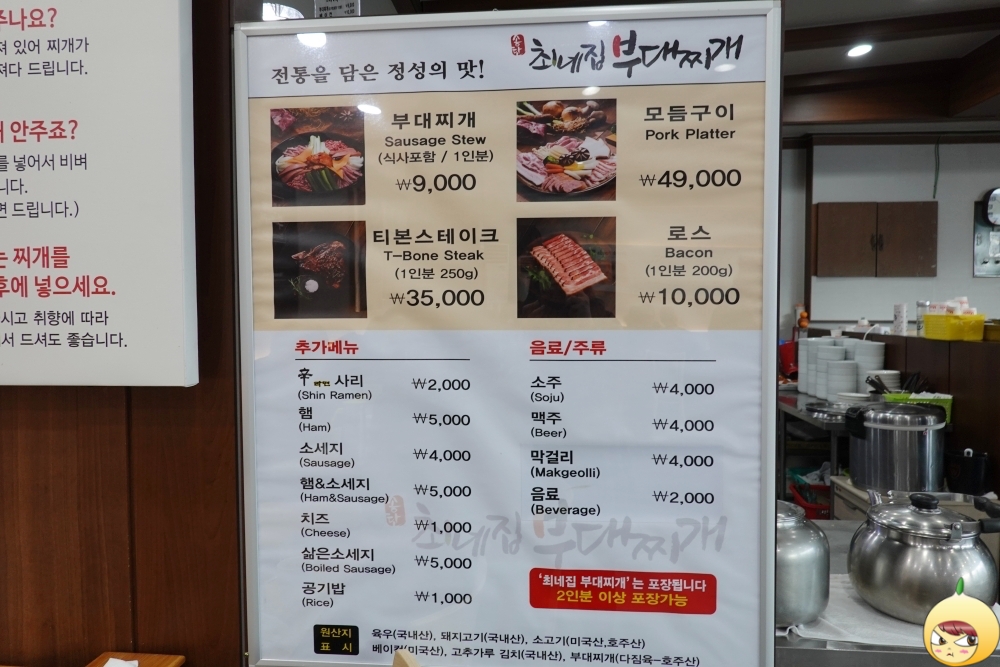 주나요?
져 있어 찌개가
져다 드립니다.
안주죠?
를 넣어서 비벼
니다.
면 드립니다.)
는 찌개를
후에 넣으세요.
시고 취향에 따라
서 드셔도 좋습니다.
전통을 담은 정성의 맛!
최네집 부대찌개
부대찌개
Sausage Stew
(식사포함 / 1인분)
₩9,000
모듬구이
Pork Platter
₩49,000
티본스테이크
T-Bone Steak
(1인분 250g)
₩35,000
로스
Bacon
(1인분 200g)
₩10,000
추가메뉴
辛라면 사리 ₩2,000
(Shin Ramen)
햄 ₩5,000
(Ham)
소세지 ₩4,000
(Sausage)
햄&소세지 ₩5,000
(Ham&Sausage)
치즈 ₩1,000
(Cheese)
삶은소세지 ₩5,000
(Boiled Sausage)
공기밥 ₩1,000
(Rice)
음료/주류
소주 ₩4,000
(Soju)
맥주 ₩4,000
(Beer)
막걸리 ₩4,000
(Makgeolli)
음료 ₩2,000
(Beverage)
최네집 부대찌개
'최네집 부대찌개'는 포장됩니다
2인분 이상 포장가능
원산지
표 시
육우(국내산), 돼지고기(국내산), 소고기(미국산,호주산)
베이컨(미국산), 고추가루 김치(국내산), 부대찌개(다짐육-호주산)